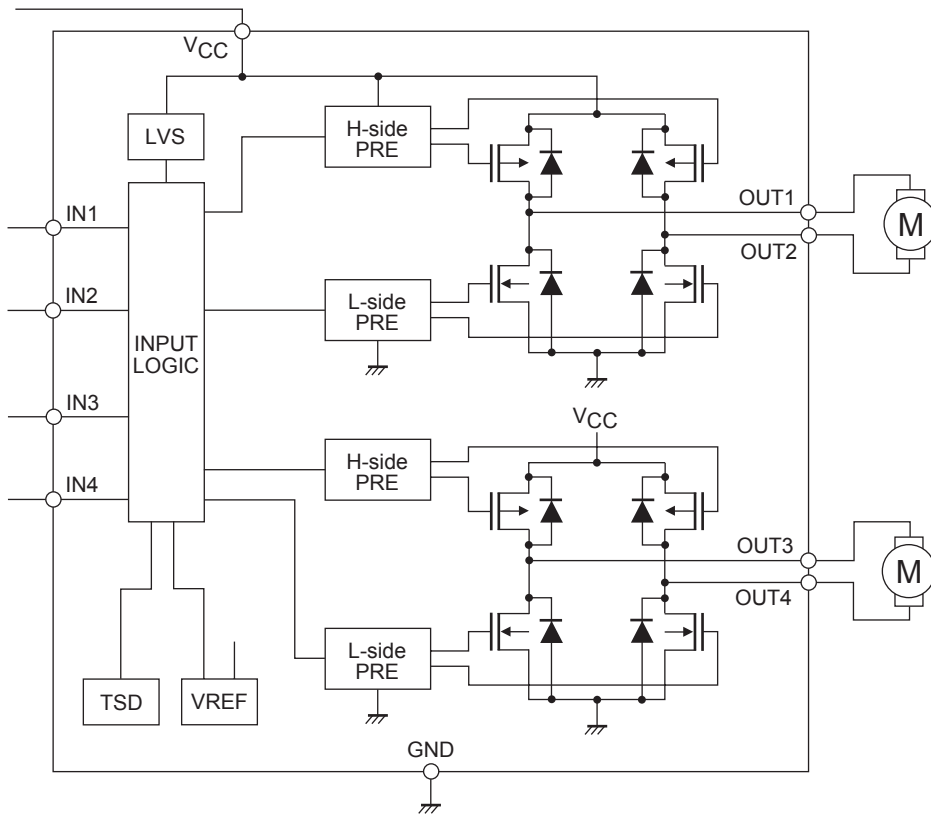 VCC
LVS
H-side
PRE
IN1
OUT1
M
OUT2
IN2
L-side
PRE
INPUT
LOGIC
IN3
VCC
H-side
PRE
IN4
OUT3
M
OUT4
L-side
PRE
TSD
VREF
GND